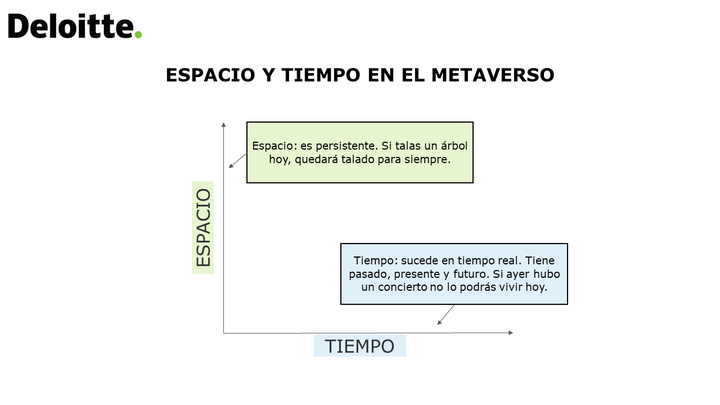 Deloitte.
ESPACIO Y TIEMPO EN EL METAVERSO
Espacio: es persistente. Si talas un árbol
hoy, quedará talado para siempre.
ESPACIO
Tiempo: sucede en tiempo real. Tiene
pasado, presente y futuro. Si ayer hubo
un concierto no lo podrás vivir hoy.
TIEMPO